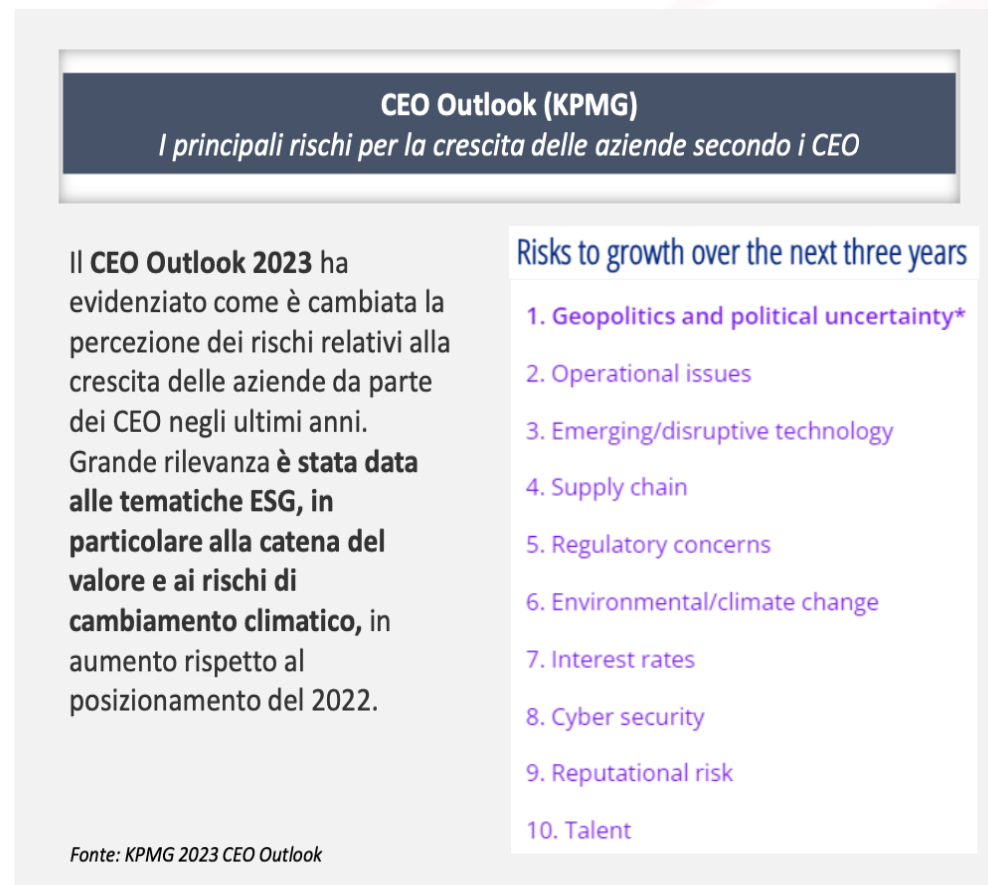 CEO Outlook (KPMG)
I principali rischi per la crescita delle aziende secondo i CEO
Il CEO Outlook 2023 ha
evidenziato come è cambiata la
percezione dei rischi relativi alla
crescita delle aziende da parte
dei CEO negli ultimi anni.
Grande rilevanza è stata data
alle tematiche ESG, in
particolare alla catena del
valore e ai rischi di
cambiamento climatico, in
aumento rispetto al
posizionamento del 2022.
Fonte: KPMG 2023 CEO Outlook
Risks to growth over the next three years
1. Geopolitics and political uncertainty*
2. Operational issues
3. Emerging/disruptive technology
4. Supply chain
5. Regulatory concerns
6. Environmental/climate change
7. Interest rates
8. Cyber security
9. Reputational risk
10. Talent